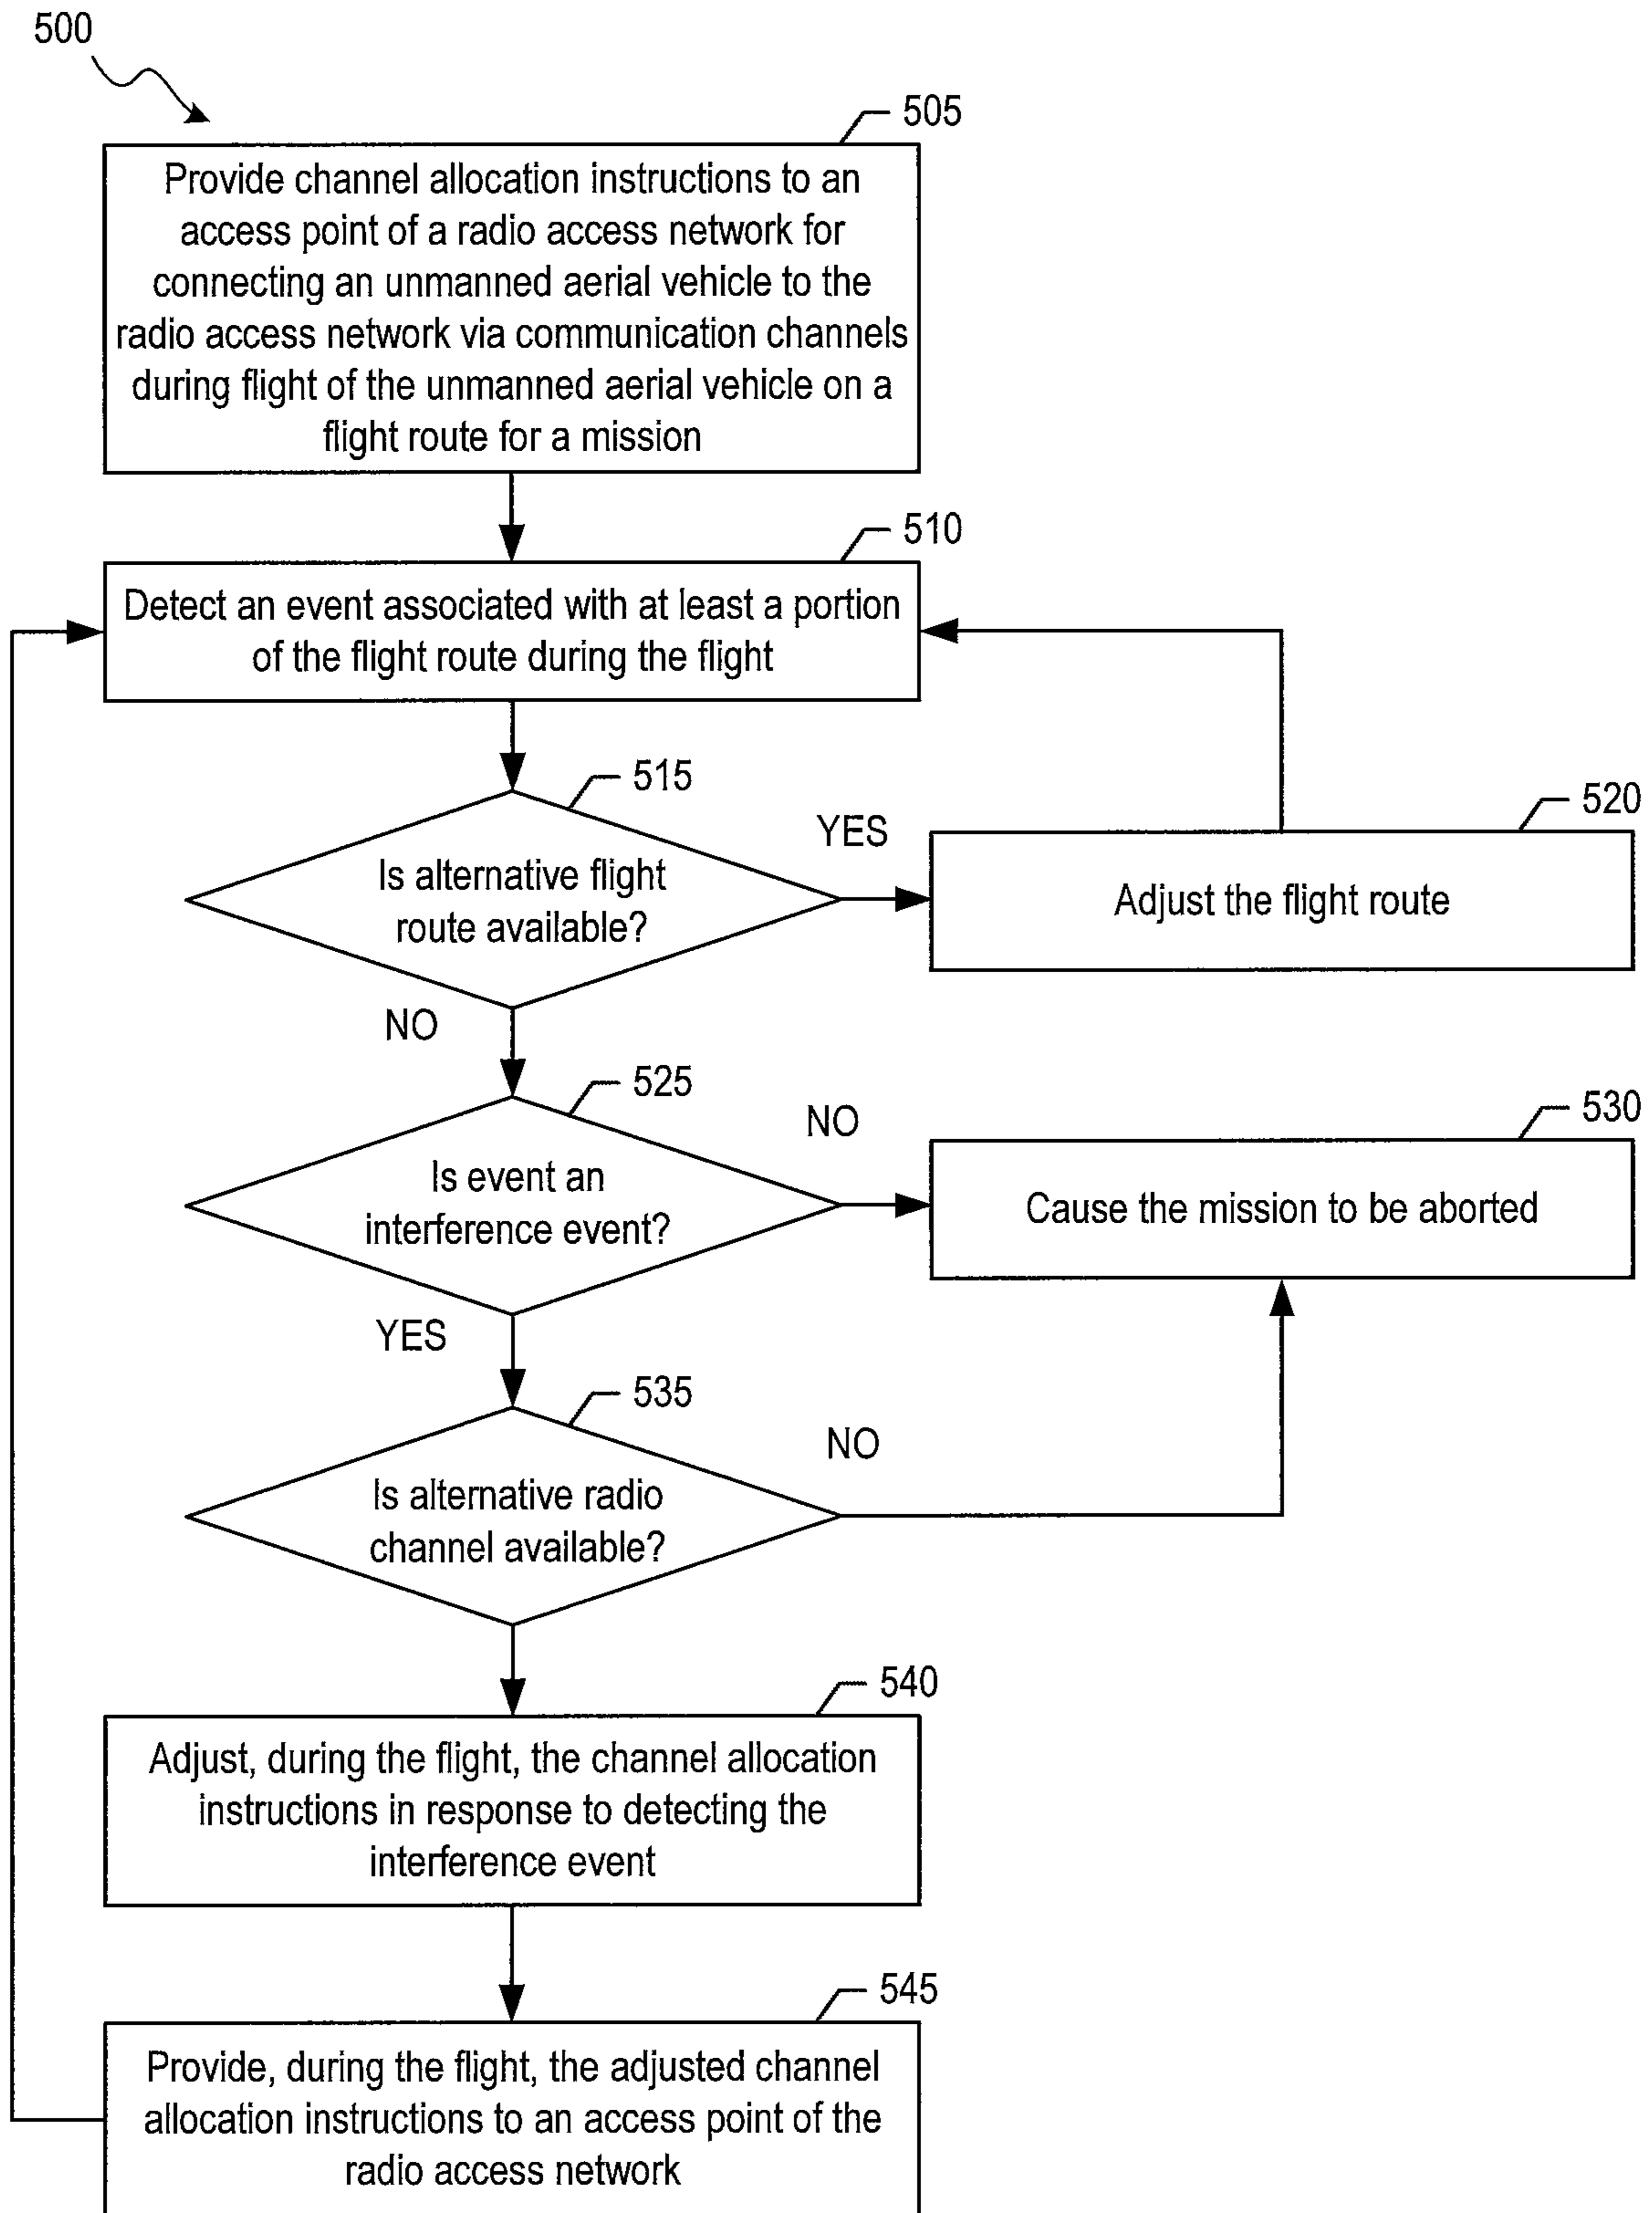 500
505
Provide channel allocation instructions to an
access point of a radio access network for
connecting an unmanned aerial vehicle to the
radio access network via communication channels
during flight of the unmanned aerial vehicle on a
flight route for a mission
510
Detect an event associated with at least a portion
of the flight route during the flight
515
Is alternative flight
route available?
YES
520
Adjust the flight route
NO
525
Is event an
interference event?
NO
530
Cause the mission to be aborted
YES
535
Is alternative radio
channel available?
NO
540
Adjust, during the flight, the channel allocation
instructions in response to detecting the
interference event
545
Provide, during the flight, the adjusted channel
allocation instructions to an access point of the
radio access network